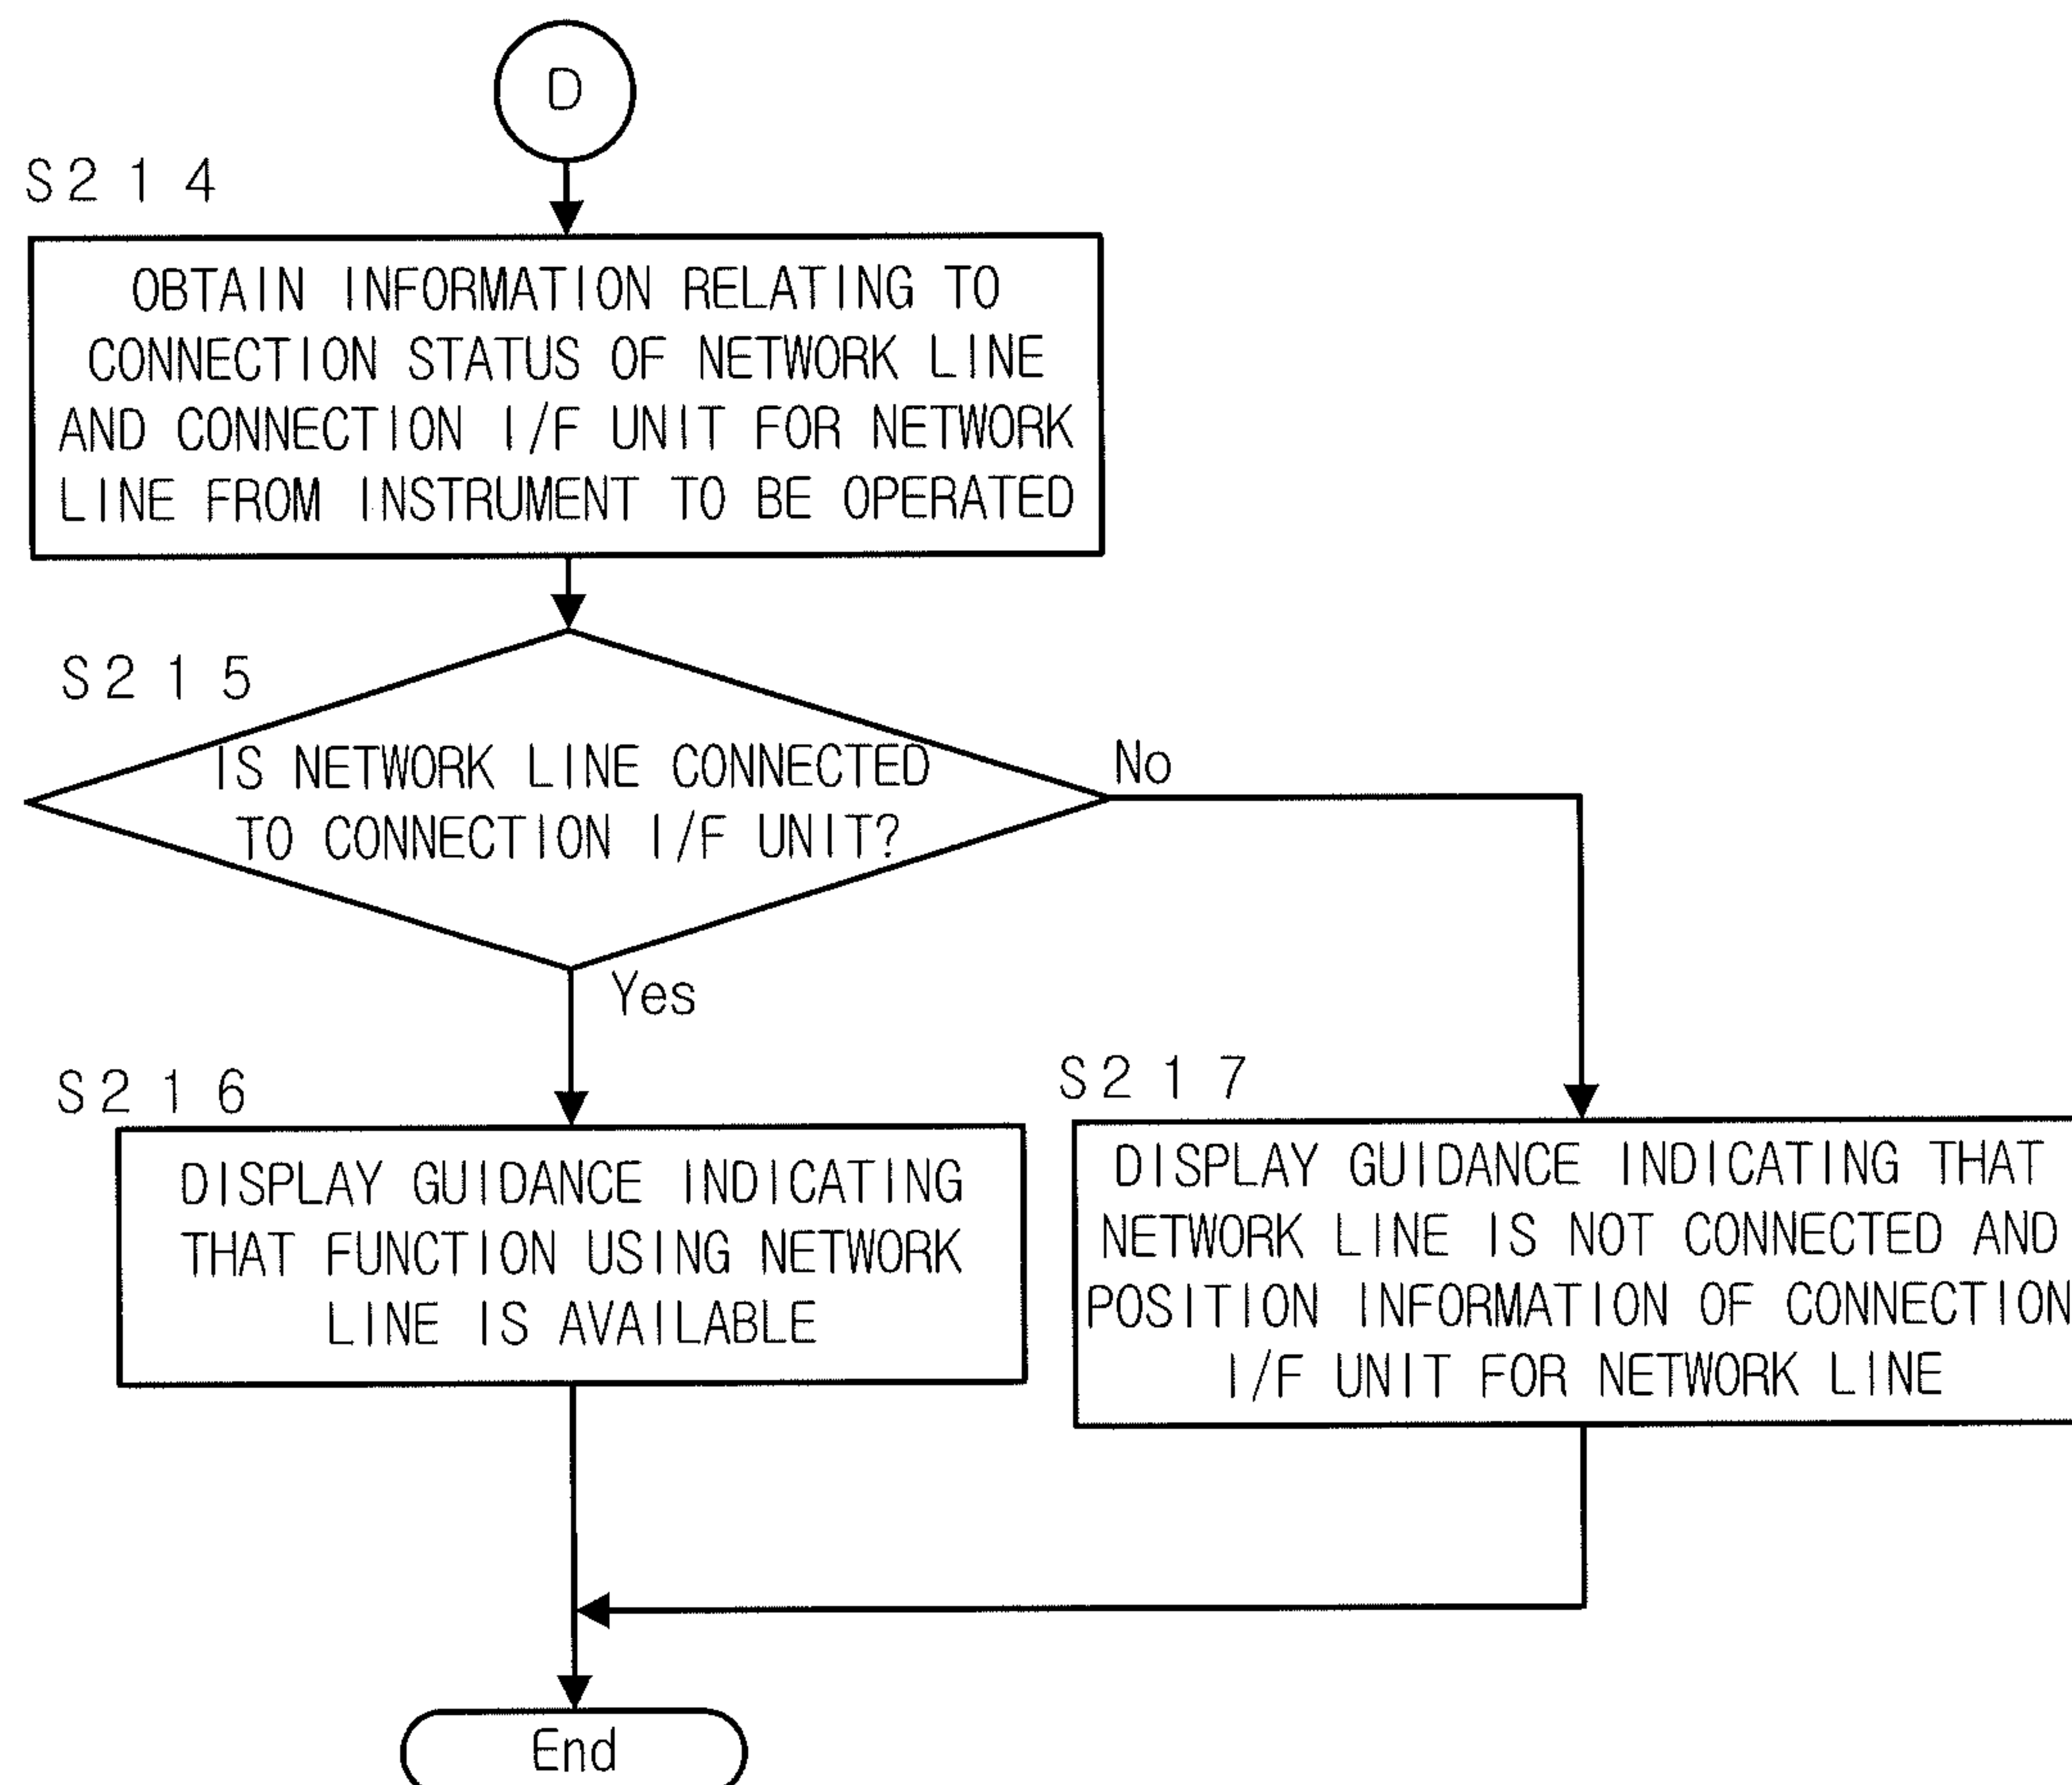 D
S214
OBTAIN INFORMATION RELATING TO
CONNECTION STATUS OF NETWORK LINE
AND CONNECTION I/F UNIT FOR NETWORK
LINE FROM INSTRUMENT TO BE OPERATED
S215
IS NETWORK LINE CONNECTED
TO CONNECTION I/F UNIT?
No
Yes
S216
DISPLAY GUIDANCE INDICATING
THAT FUNCTION USING NETWORK
LINE IS AVAILABLE
S217
DISPLAY GUIDANCE INDICATING THAT
NETWORK LINE IS NOT CONNECTED AND
POSITION INFORMATION OF CONNECTION
I/F UNIT FOR NETWORK LINE
End